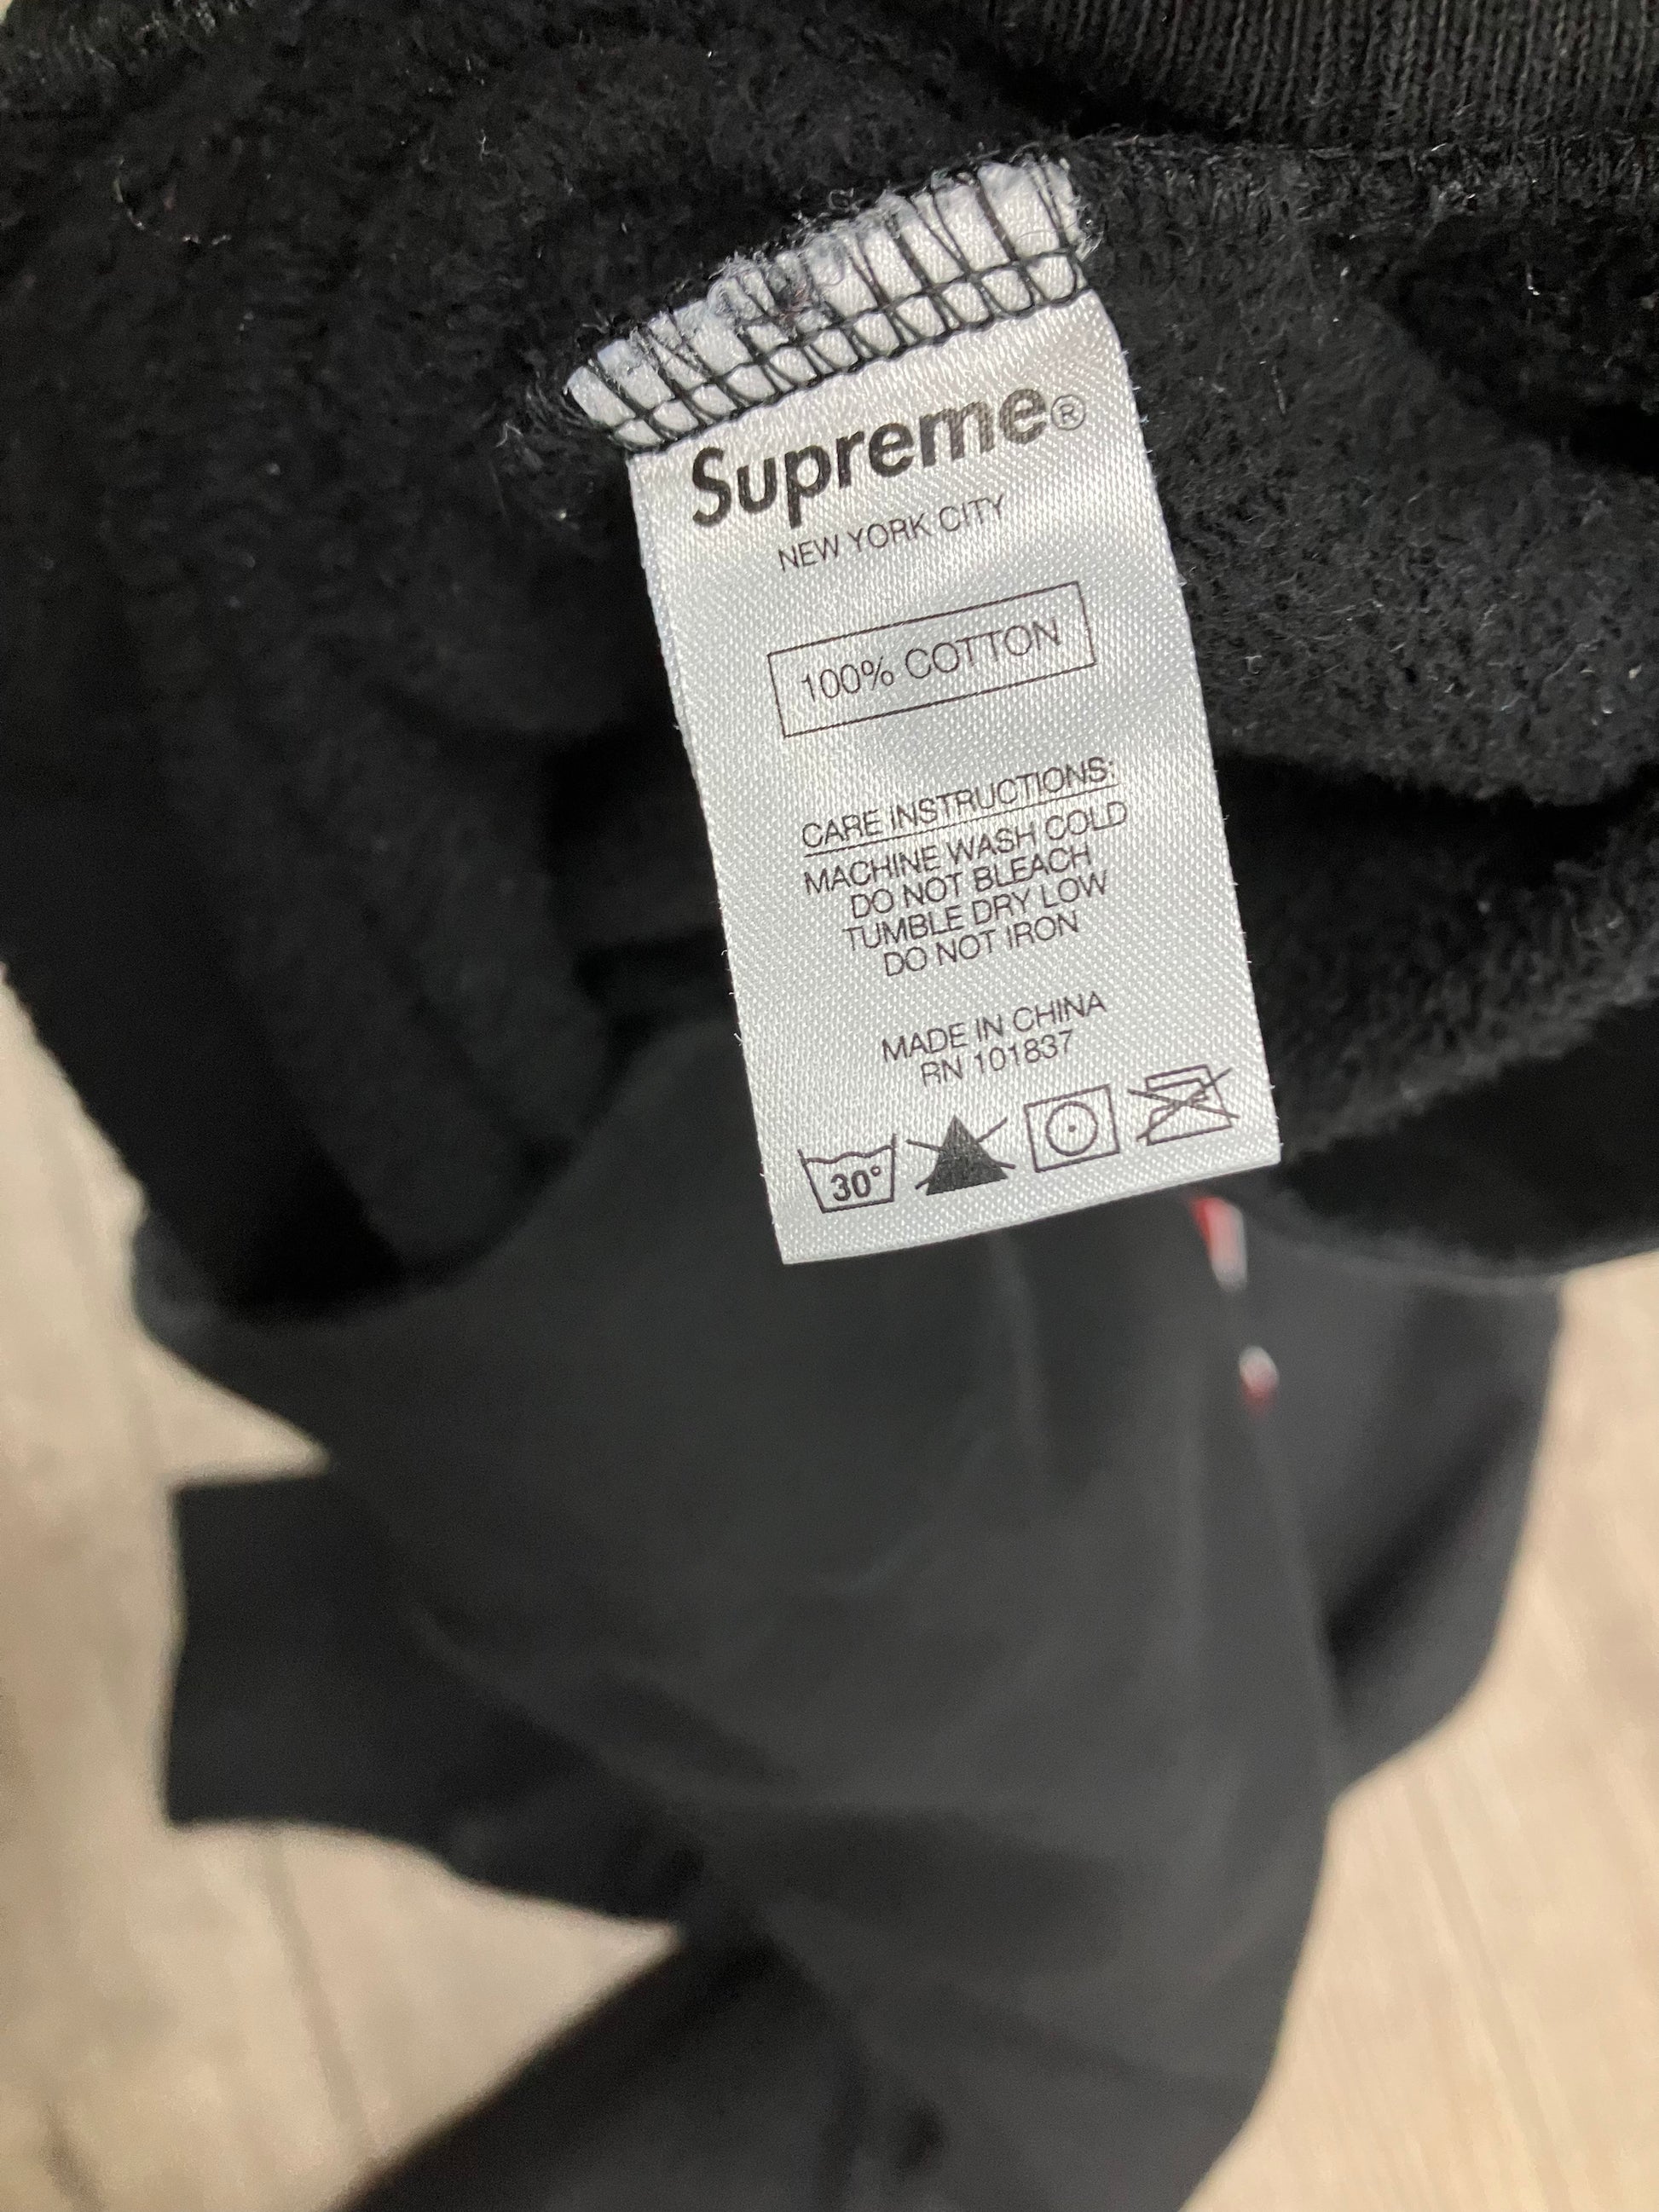 Supreme®
NEW YORK CITY
100% COTTON
CARE INSTRUCTIONS:
MACHINE WASH COLD
DO NOT BLEACH
TUMBLE DRY LOW
DO NOT IRON
MADE IN CHINA
RN 101837
30°